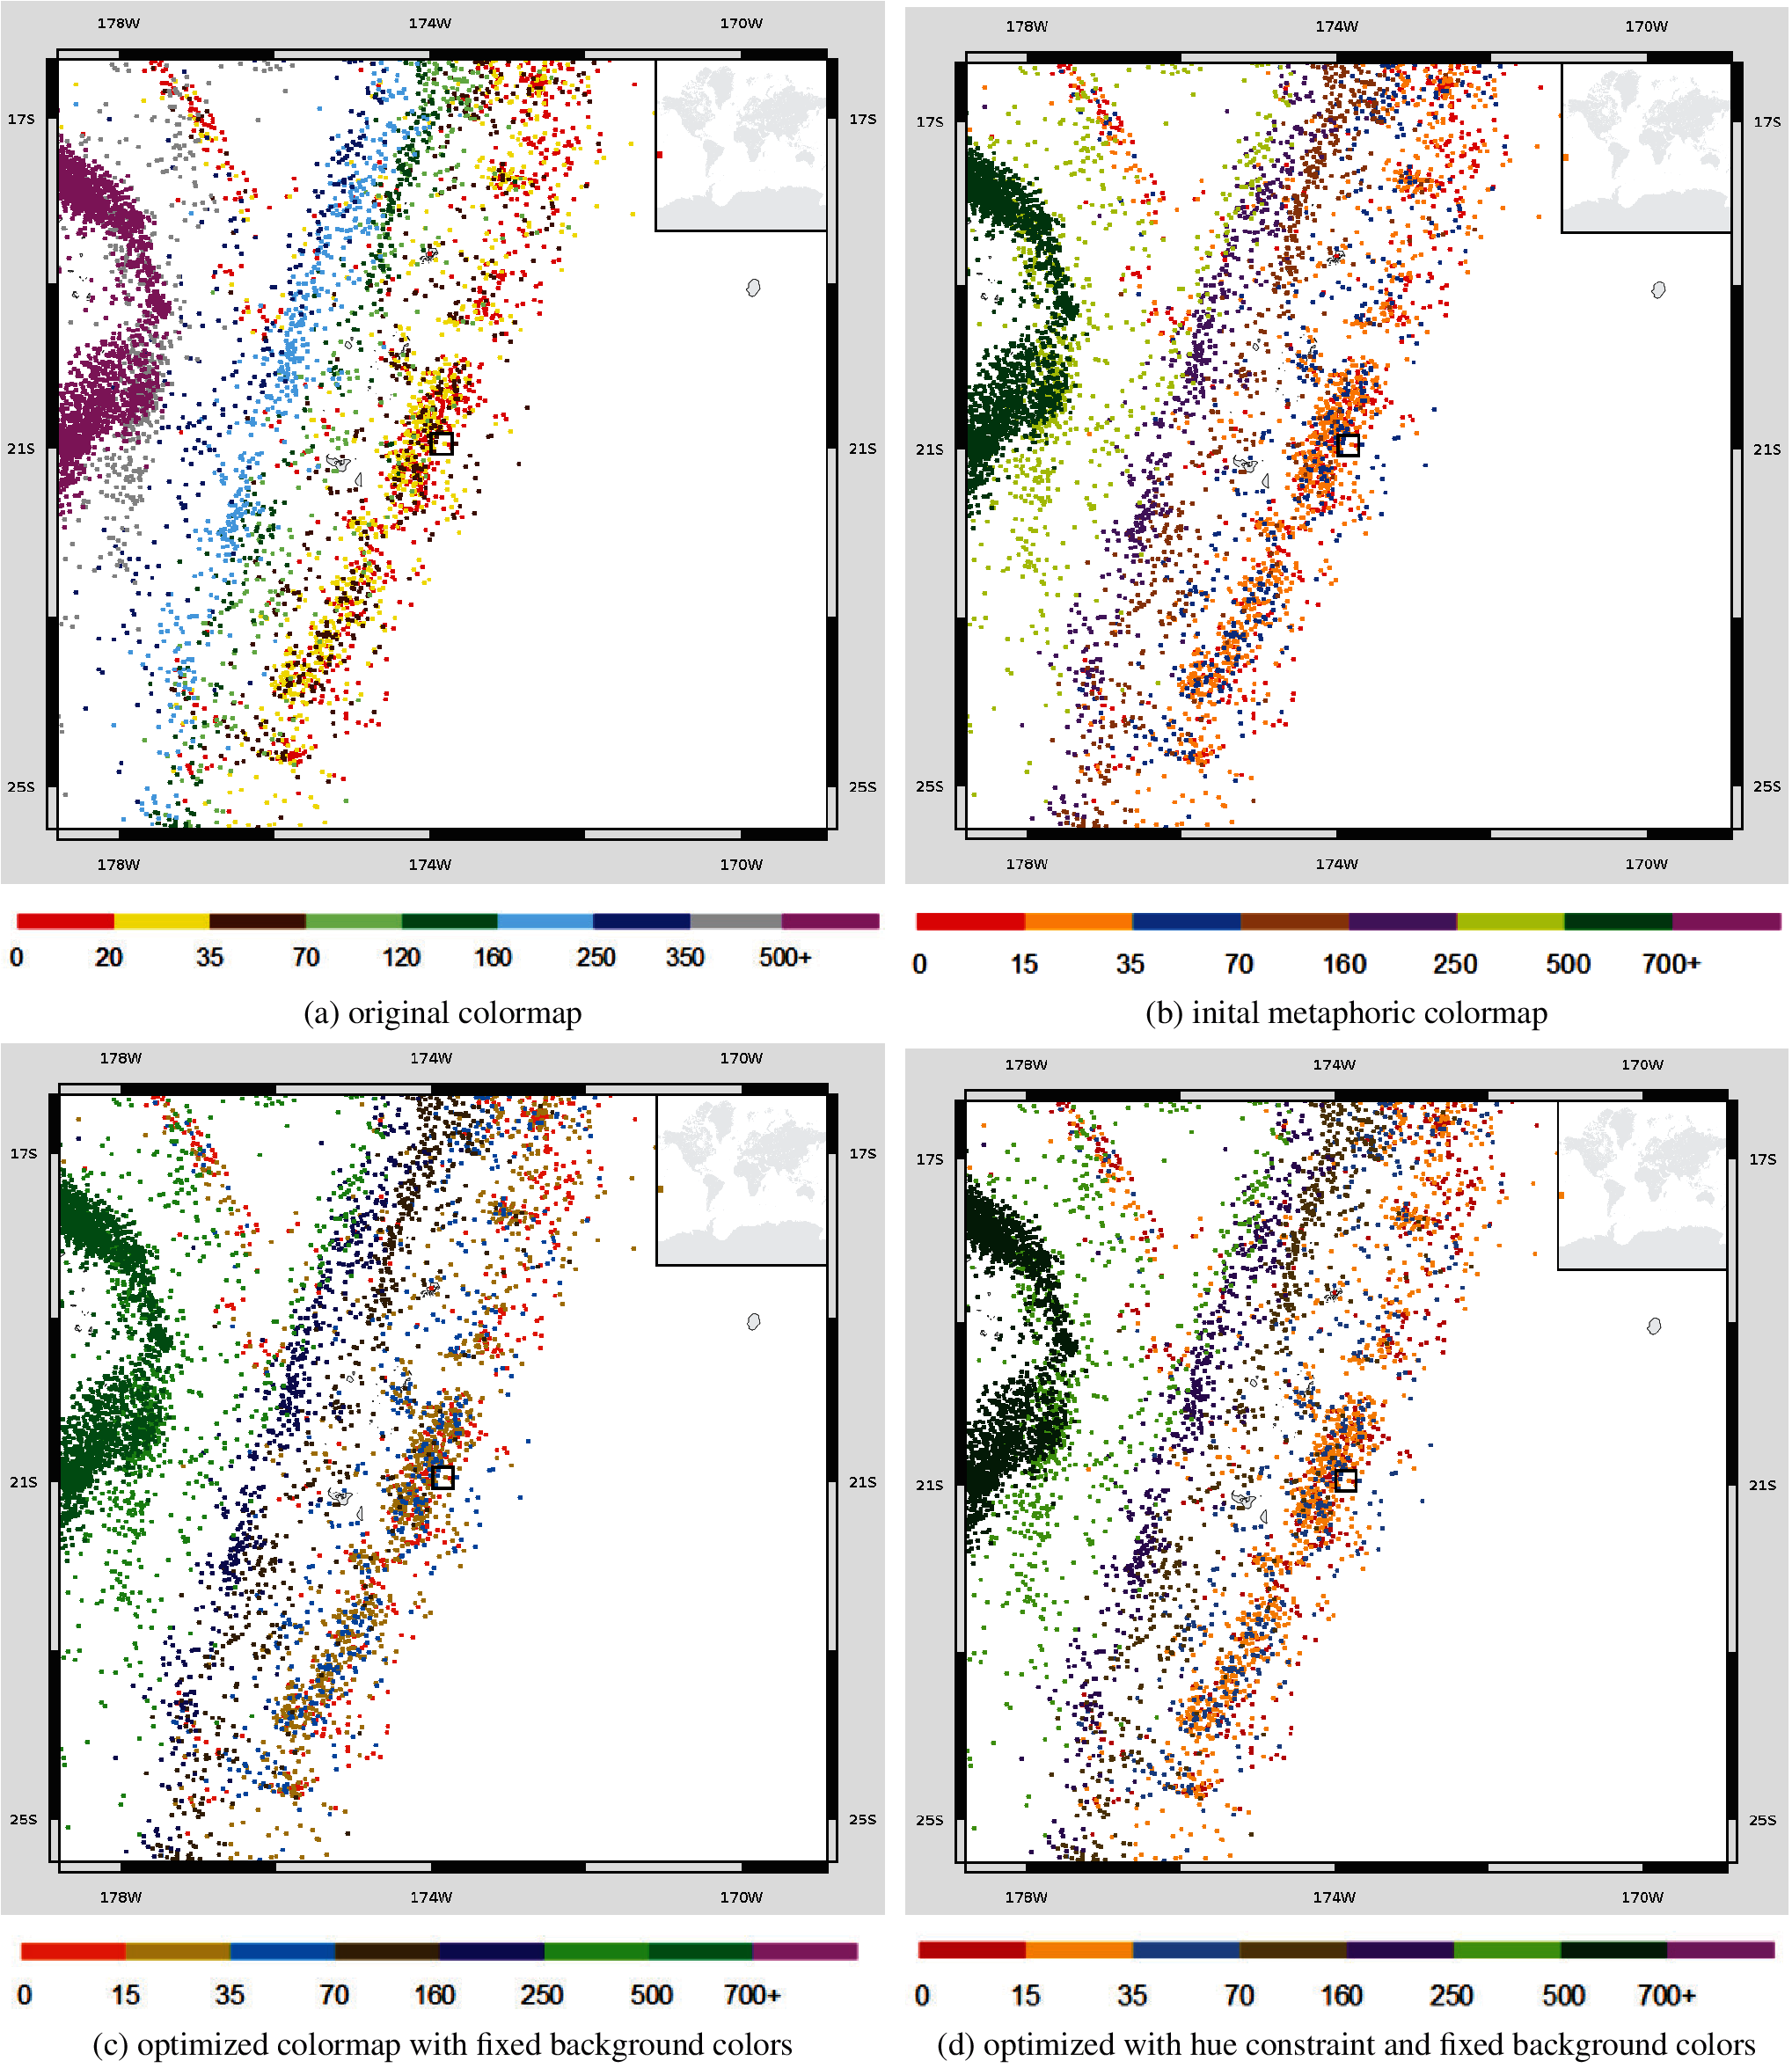 178W 174W 170W
178W 174W 170W
17S 17S 17S 17S
21S 21S 21S 21S
25S 25S 25S 25S
178W 174W 170W
178W 174W 170W
0 20 35 70 120 160 250 350 500+
0 15 35 70 160 250 500 700+
(a) original colormap
(b) inital metaphoric colormap
178W 174W 170W
178W 174W 170W
17S 17S 17S 17S
21S 21S 21S 21S
25S 25S 25S 25S
178W 174W 170W
178W 174W 170W
0 15 35 70 160 250 500 700+
0 15 35 70 160 250 500 700+
(c) optimized colormap with fixed background colors
(d) optimized with hue constraint and fixed background colors